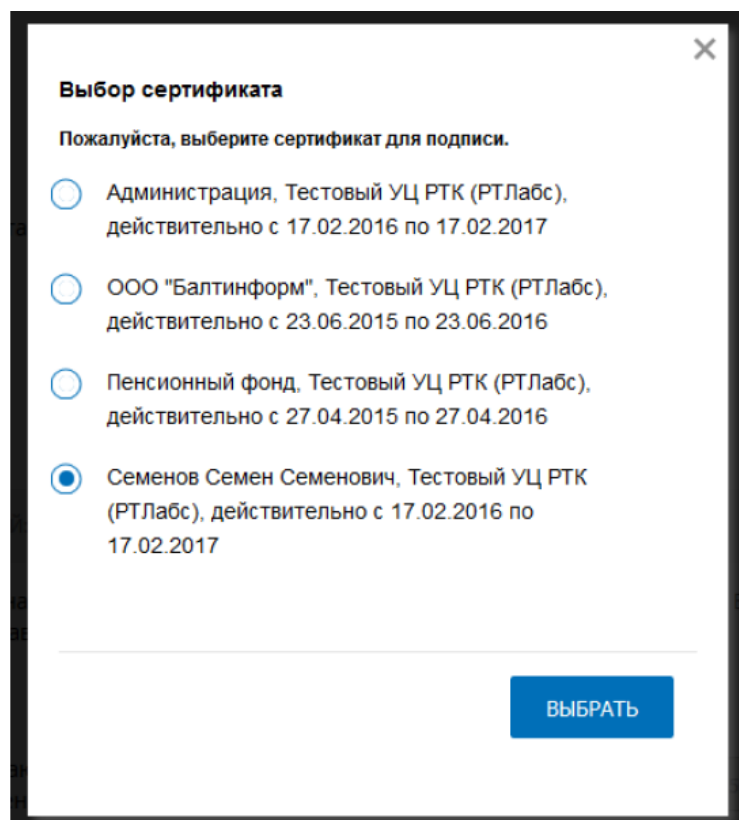 Выбор сертификата
Пожалуйста, выберите сертификат для подписи.
Администрация, Тестовый УЦ РТК (РТЛабс),
действительно с 17.02.2016 по 17.02.2017
ООО "Балтинформ", Тестовый УЦ РТК (РТЛабс),
действительно с 23.06.2015 по 23.06.2016
Пенсионный фонд, Тестовый УЦ РТК (РТЛабс),
действительно с 27.04.2015 по 27.04.2016
Семенов Семен Семенович, Тестовый УЦ РТК
(РТЛабс), действительно с 17.02.2016 по
17.02.2017
ВЫБРАТЬ